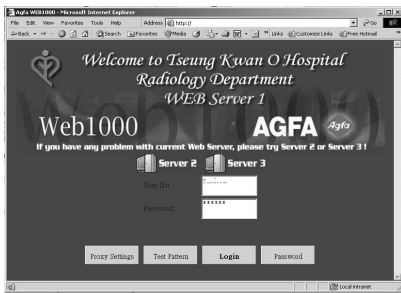 Agfa WEB1000 - Microsoft Internet Explorer
File Edit View Favorites Tools Help Address http:// Go
Back Search Favorites Media Links Customize Links Free Hotmail
Welcome to Tseung Kwan O Hospital
Radiology Department
WEB Server 1
Web1000 AGFA Agfa
If you have any problem with current Web Server, please try Server 2 or Server 3 !
Server 2 Server 3
User ID:
Password: ******
Proxy Settings Test Pattern Login Password
Local intranet